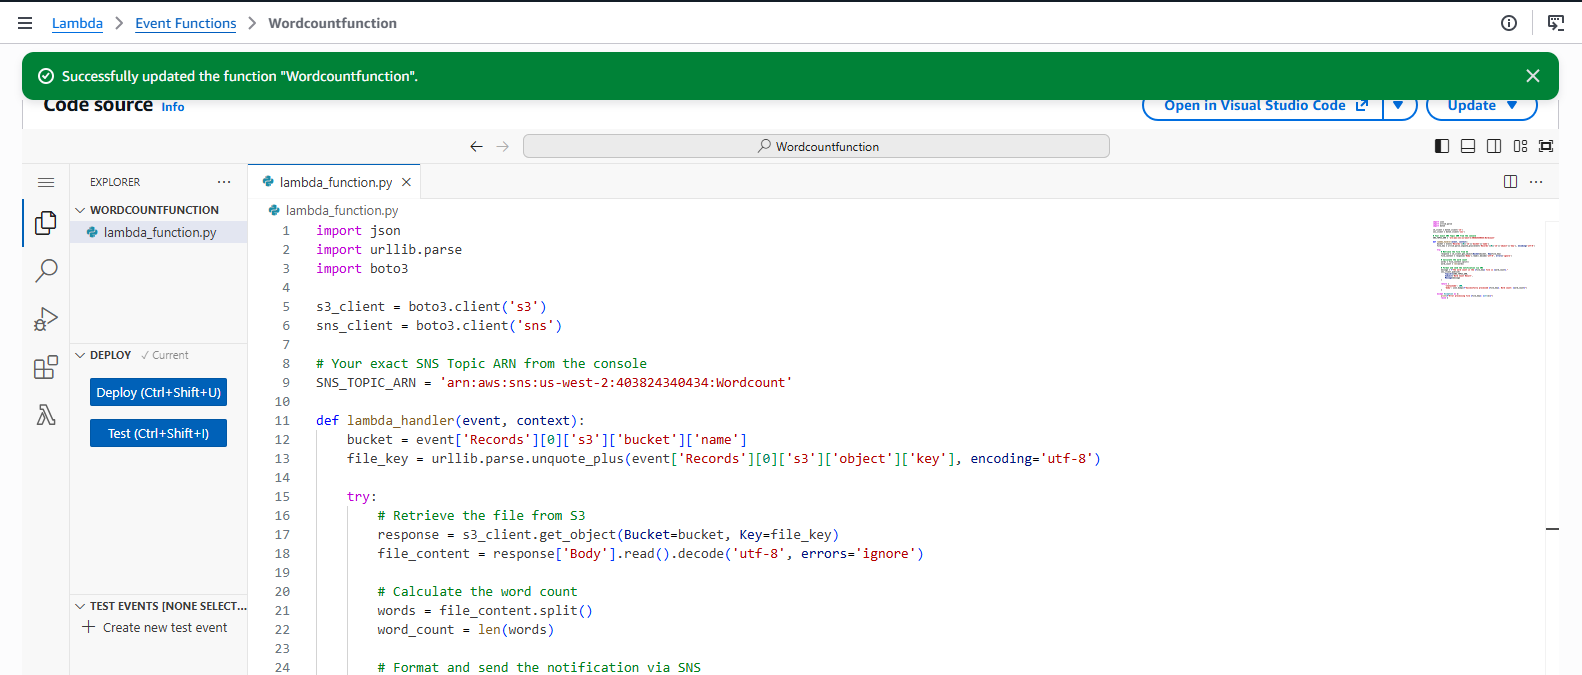 Lambda > Event Functions > Wordcountfunction
Successfully updated the function "Wordcountfunction".
Code source Info
Open in Visual Studio Code
Update
Wordcountfunction
EXPLORER
WORDCOUNTFUNCTION
lambda_function.py
DEPLOY ✓ Current
Deploy (Ctrl+Shift+U)
Test (Ctrl+Shift+I)
TEST EVENTS [NONE SELECT...
+ Create new test event
lambda_function.py
lambda_function.py
1 import json
2 import urllib.parse
3 import boto3
4
5 s3_client = boto3.client('s3')
6 sns_client = boto3.client('sns')
7
8 # Your exact SNS Topic ARN from the console
9 SNS_TOPIC_ARN = 'arn:aws:sns:us-west-2:403824340434:Wordcount'
10
11 def lambda_handler(event, context):
12     bucket = event['Records'][0]['s3']['bucket']['name']
13     file_key = urllib.parse.unquote_plus(event['Records'][0]['s3']['object']['key'], encoding='utf-8')
14
15     try:
16         # Retrieve the file from S3
17         response = s3_client.get_object(Bucket=bucket, Key=file_key)
18         file_content = response['Body'].read().decode('utf-8', errors='ignore')
19
20         # Calculate the word count
21         words = file_content.split()
22         word_count = len(words)
23
24         # Format and send the notification via SNS